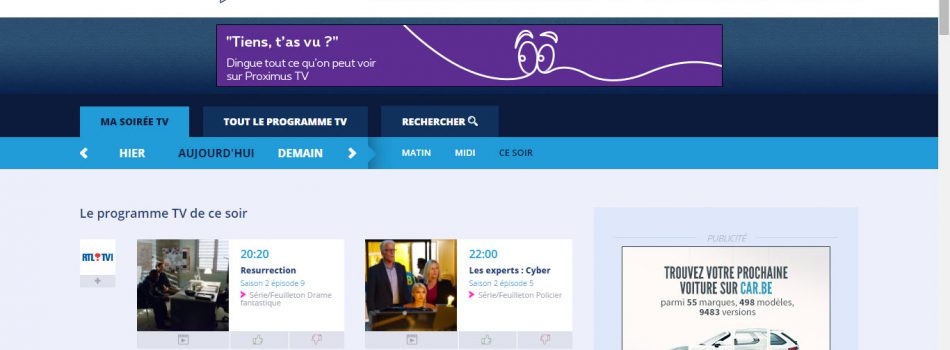 "Tiens, t'as vu ?"
Dingue tout ce qu'on peut voir
sur Proximus TV
MA SOIRÉE TV
TOUT LE PROGRAMME TV
RECHERCHER
HIER
AUJOURD'HUI
DEMAIN
MATIN
MIDI
CE SOIR
Le programme TV de ce soir
RTL TVI
+
20:20
Resurrection
Saison 2 épisode 9
Série/Feuilleton Drame
fantastique
22:00
Les experts : Cyber
Saison 2 épisode 5
Série/Feuilleton Policier
PUBLICITÉ
TROUVEZ VOTRE PROCHAINE
VOITURE SUR CAR.BE
parmi 55 marques, 498 modèles,
9483 versions